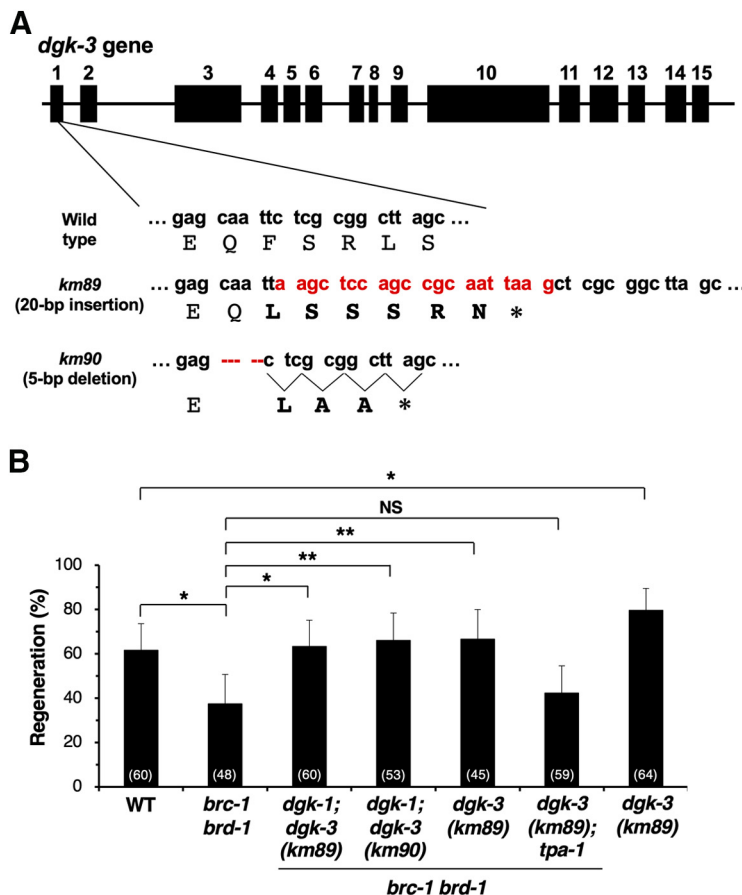 A
dgk-3 gene
1 2 3 4 5 6 7 8 9 10 11 12 13 14 15
Wild type
... gag caa ttc tcg cgg ctt agc ...
E Q F S R L S
km89
(20-bp insertion)
... gag caa tta agc tcc agc cgc aat taa gct cgc ggc tta gc ...
E Q L S S S R N *
km90
(5-bp deletion)
... gag --- --c tcg cgg ctt agc ...
E L A A *
B
*
NS
**
**
*
*
Regeneration (%)
100
80
60
40
20
0
(60) (48) (60) (53) (45) (59) (64)
WT
brc-1 brd-1
dgk-1; dgk-3 (km89)
dgk-1; dgk-3 (km90)
dgk-3 (km89)
dgk-3 (km89); tpa-1
dgk-3 (km89)
brc-1 brd-1